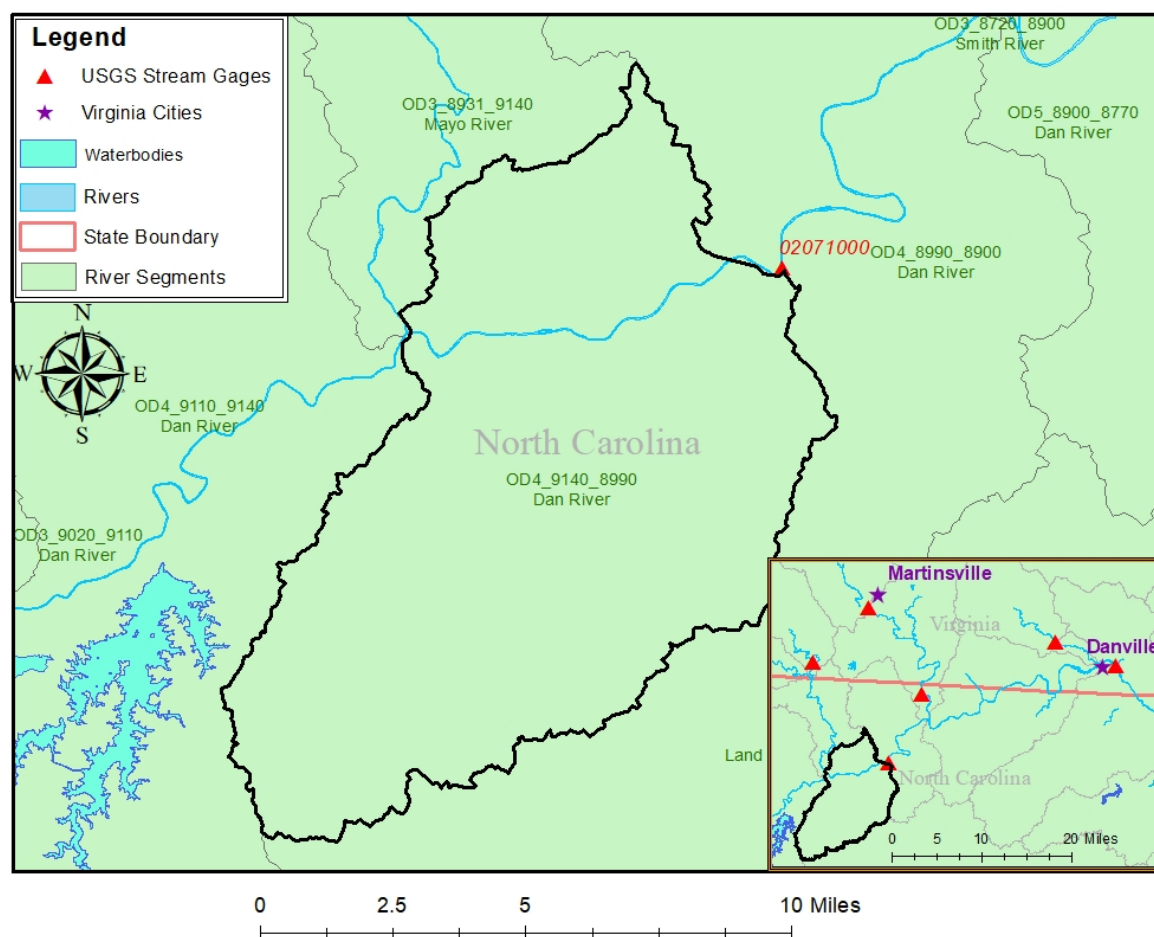 Legend
USGS Stream Gages
Virginia Cities
Waterbodies
Rivers
State Boundary
River Segments
N
W
E
S
OD3_8720_8900
Smith River
OD3_8931_9140
Mayo River
OD5_8900_8770
Dan River
02071000
OD4_8990_8900
Dan River
OD4_9110_9140
Dan River
North Carolina
OD4_9140_8990
Dan River
OD3_9020_9110
Dan River
Land
Martinsville
Virginia
Danville
North Carolina
0 5 10 20 Miles
0 2.5 5 10 Miles